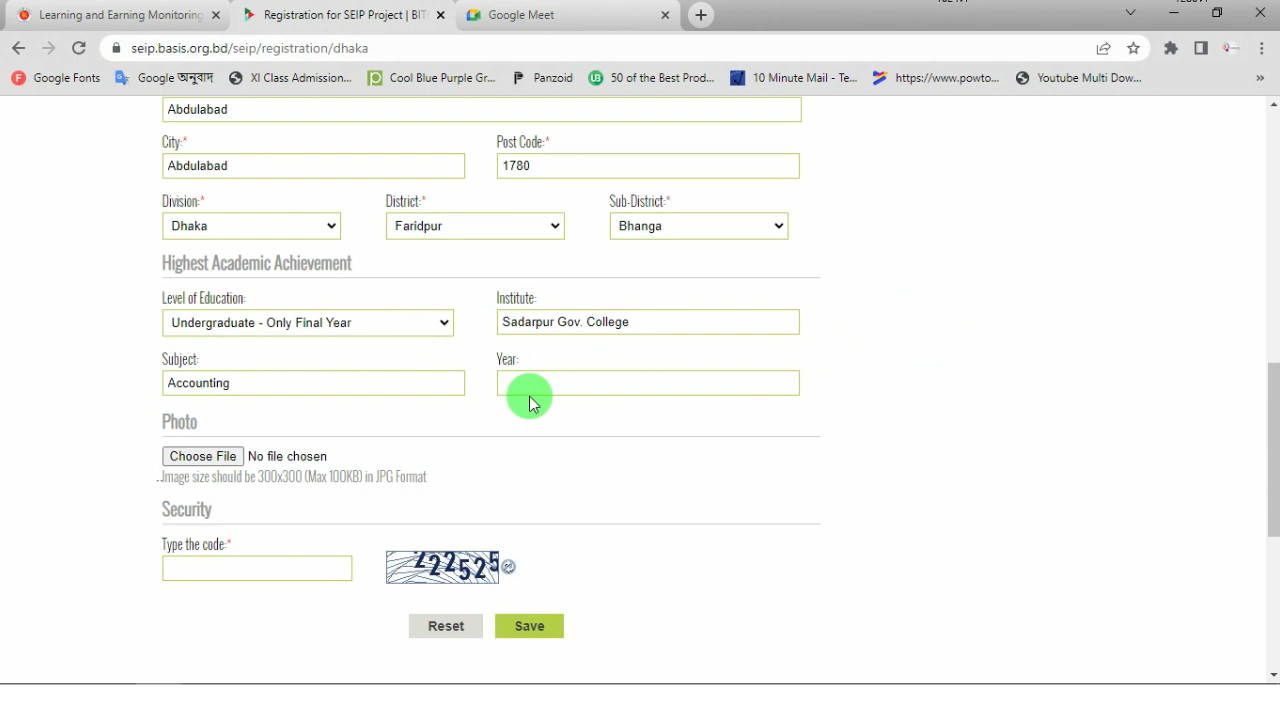 Learning and Earning Monitoring
Registration for SEIP Project | BIT
Google Meet
seip.basis.org.bd/seip/registration/dhaka
Google Fonts
Google অনুবাদ
XI Class Admission...
Cool Blue Purple Gr...
Panzoid
50 of the Best Prod...
10 Minute Mail - Te...
https://www.powto...
Youtube Multi Dow...
»
Abdulabad
City:*
Post Code:*
Abdulabad
1780
Division:*
District:*
Sub-District:*
Dhaka
Faridpur
Bhanga
Highest Academic Achievement
Level of Education:
Institute:
Undergraduate - Only Final Year
Sadarpur Gov. College
Subject:
Year:
Accounting
Photo
Choose File No file chosen
Image size should be 300x300 (Max 100KB) in JPG Format
Security
Type the code:*
222525
Reset
Save